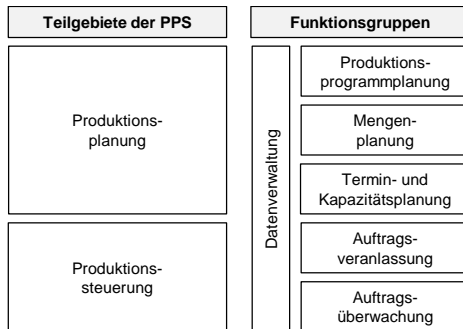 Teilgebiete der PPS
Funktionsgruppen
Produktions-
planung
Produktions-
steuerung
Datenverwaltung
Produktions-
programmplanung
Mengen-
planung
Termin- und
Kapazitätsplanung
Auftrags-
veranlassung
Auftrags-
überwachung